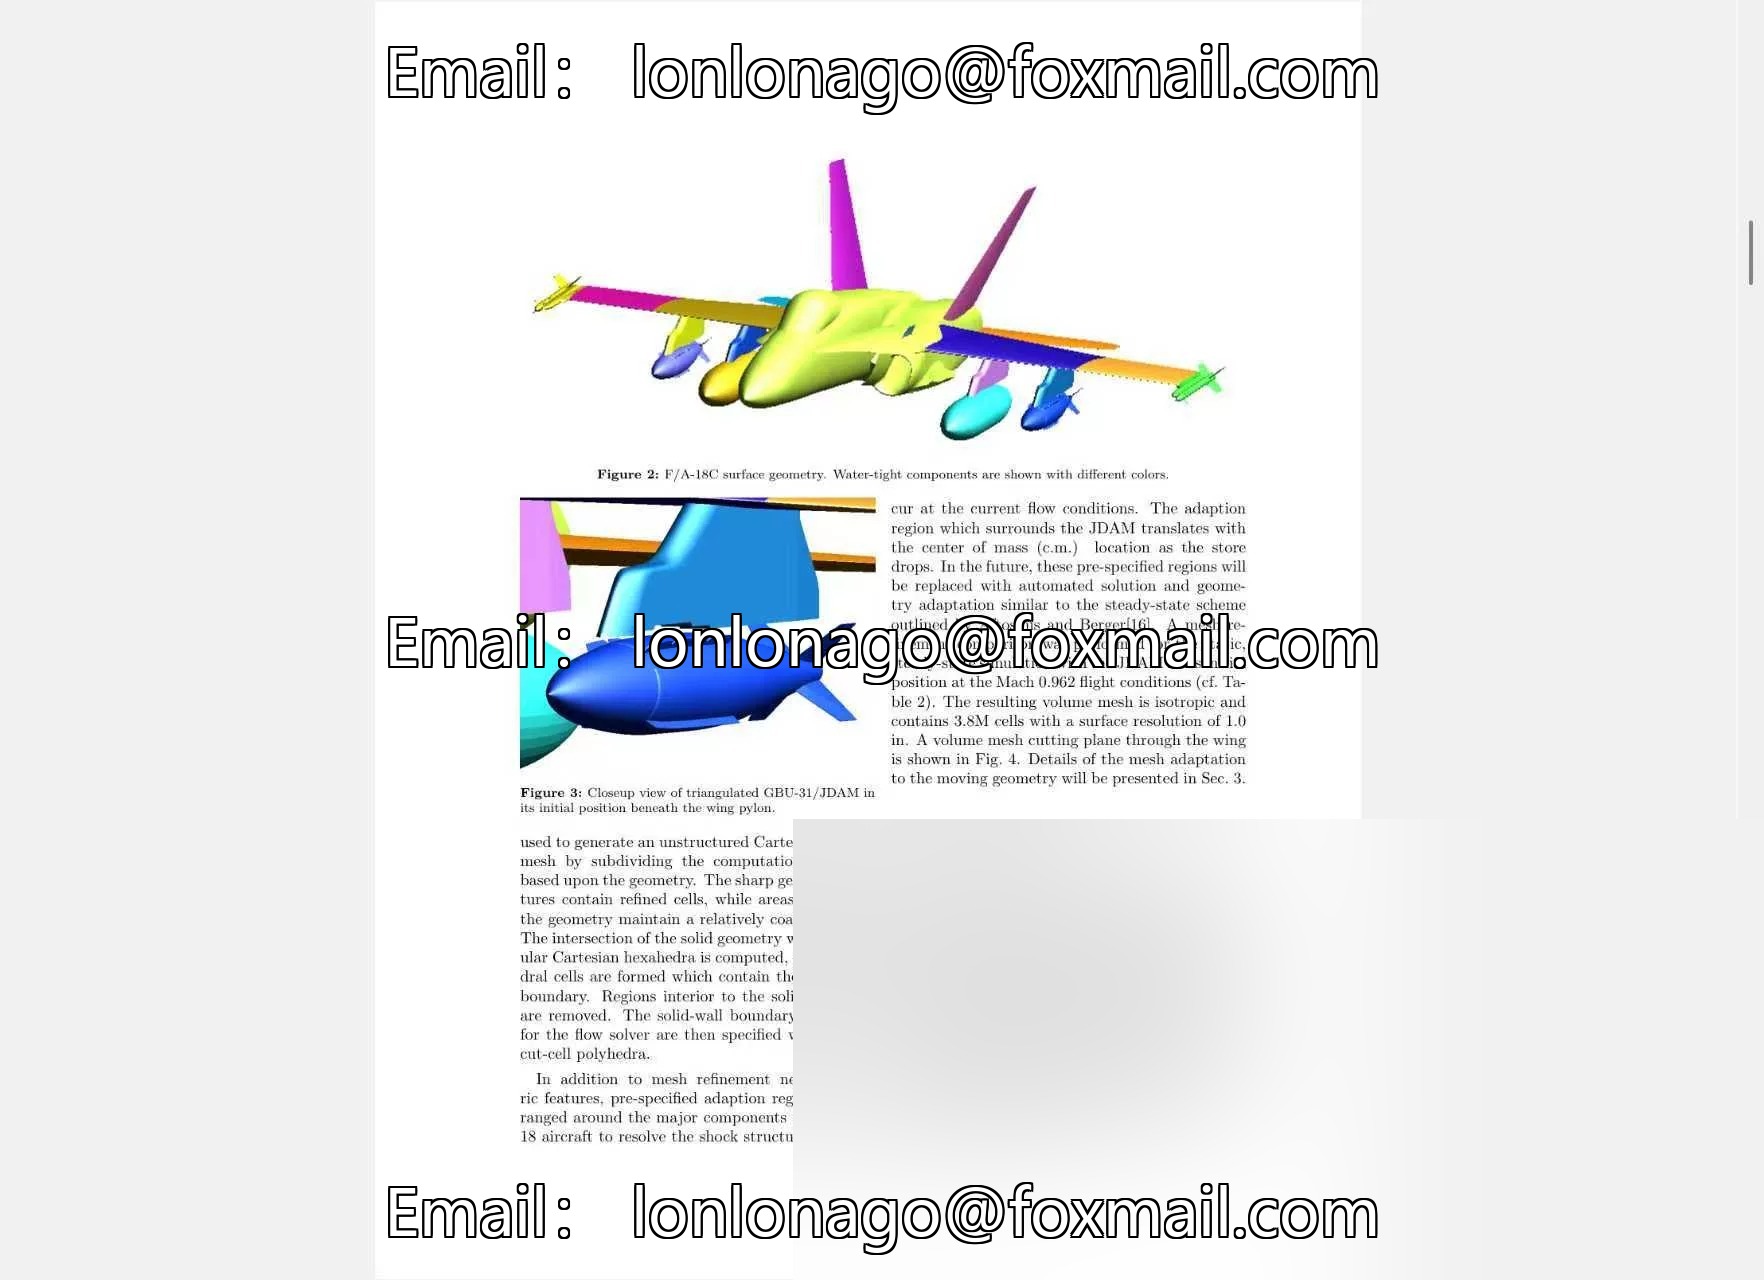 Email： lonlonago@foxmail.com
Figure 2: F/A-18C surface geometry. Water-tight components are shown with different colors.
Figure 3: Closeup view of triangulated GBU-31/JDAM in
its initial position beneath the wing pylon.
used to generate an unstructured Carte
mesh by subdividing the computatio
based upon the geometry. The sharp ge
tures contain refined cells, while areas
the geometry maintain a relatively coa
The intersection of the solid geometry w
ular Cartesian hexahedra is computed,
dral cells are formed which contain the
boundary. Regions interior to the soli
are removed. The solid-wall boundary
for the flow solver are then specified
cut-cell polyhedra.
In addition to mesh refinement ne
ric features, pre-specified adaption reg
ranged around the major components
18 aircraft to resolve the shock structu
cur at the current flow conditions. The adaption
region which surrounds the JDAM translates with
the center of mass (c.m.) location as the store
drops. In the future, these pre-specified regions will
be replaced with automated solution and geome-
try adaptation similar to the steady-state scheme
outlined and Berger[16]. A mesh re-
position at the Mach 0.962 flight conditions (cf. Ta-
ble 2). The resulting volume mesh is isotropic and
contains 3.8M cells with a surface resolution of 1.0
in. A volume mesh cutting plane through the wing
is shown in Fig. 4. Details of the mesh adaptation
to the moving geometry will be presented in Sec. 3.
Email： lonlonago@foxmail.com
Email： lonlonago@foxmail.com